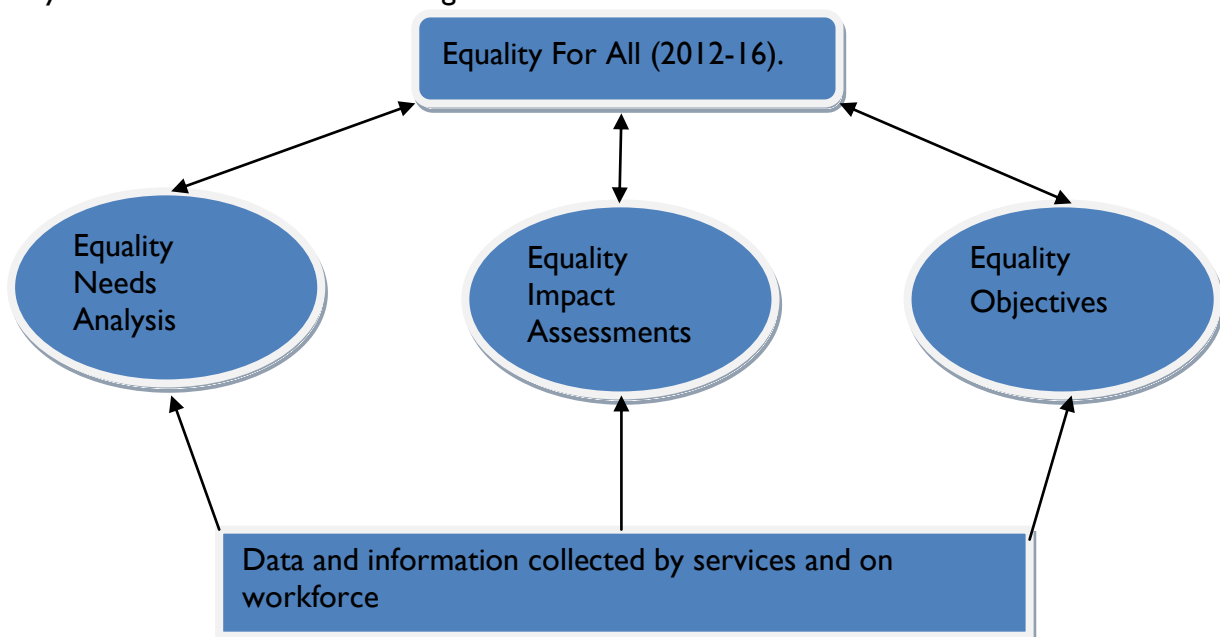 Equality For All (2012-16).
Equality
Needs
Analysis
Equality
Impact
Assessments
Equality
Objectives
Data and information collected by services and on
workforce